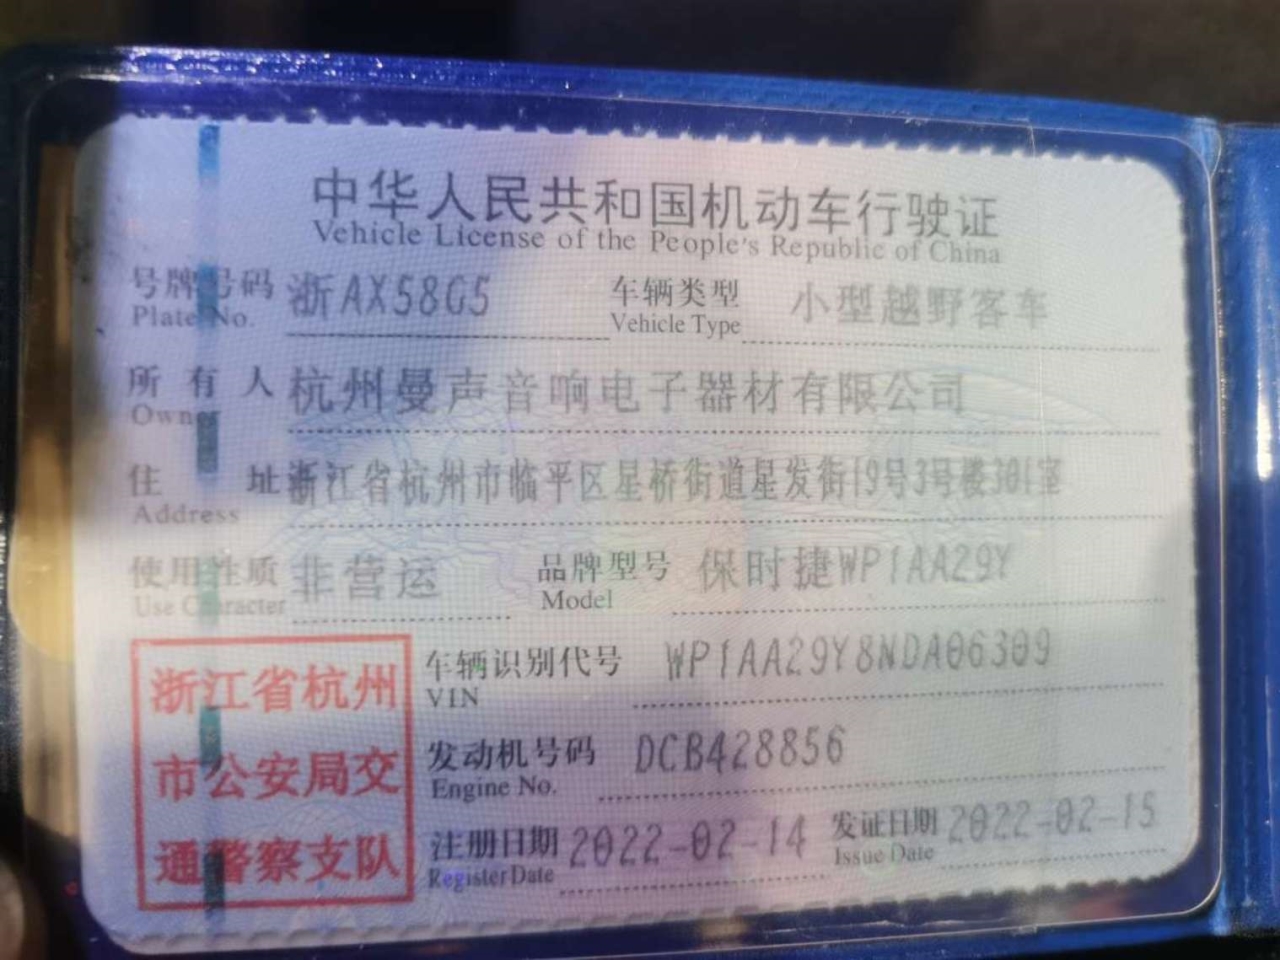 中华人民共和国机动车行驶证
Vehicle License of the People's Republic of China
号牌号码 浙AX58G5 车辆类型 小型越野客车
Plate No. Vehicle Type
所有人 杭州曼声音响电子器材有限公司
Owner
住址 浙江省杭州市临平区星桥街道星发街19号3号楼301室
Address
使用性质 非营运 品牌型号 保时捷WP1AA29Y
Use Character Model
车辆识别代号 WP1AA29Y8NDA06309
VIN
发动机号码 DCB428856
Engine No.
注册日期 2022-02-14 发证日期 2022-02-15
Register Date Issue Date
浙江省杭州
市公安局交
通警察支队